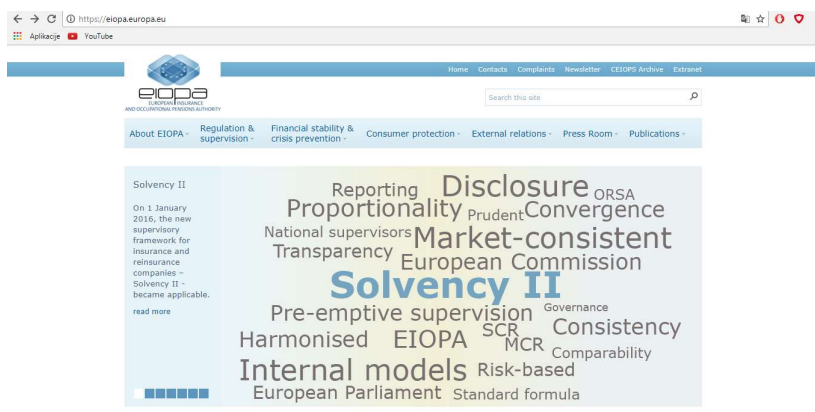 https://eiopa.europa.eu
Aplikacije YouTube
Home Contacts Complaints Newsletter CEIOPS Archive Extranet
eiopa
EUROPEAN INSURANCE
AND OCCUPATIONAL PENSIONS AUTHORITY
Search this site
About EIOPA Regulation & supervision Financial stability & crisis prevention Consumer protection External relations Press Room Publications
Solvency II
On 1 January
2016, the new
supervisory
framework for
insurance and
reinsurance
companies –
Solvency II -
became applicable.
read more
Reporting Disclosure ORSA
Proportionality Prudent Convergence
National supervisors Market-consistent
Transparency European Commission
Solvency II
Pre-emptive supervision Governance
Harmonised EIOPA SCR MCR Consistency
Comparability
Internal models Risk-based
European Parliament Standard formula